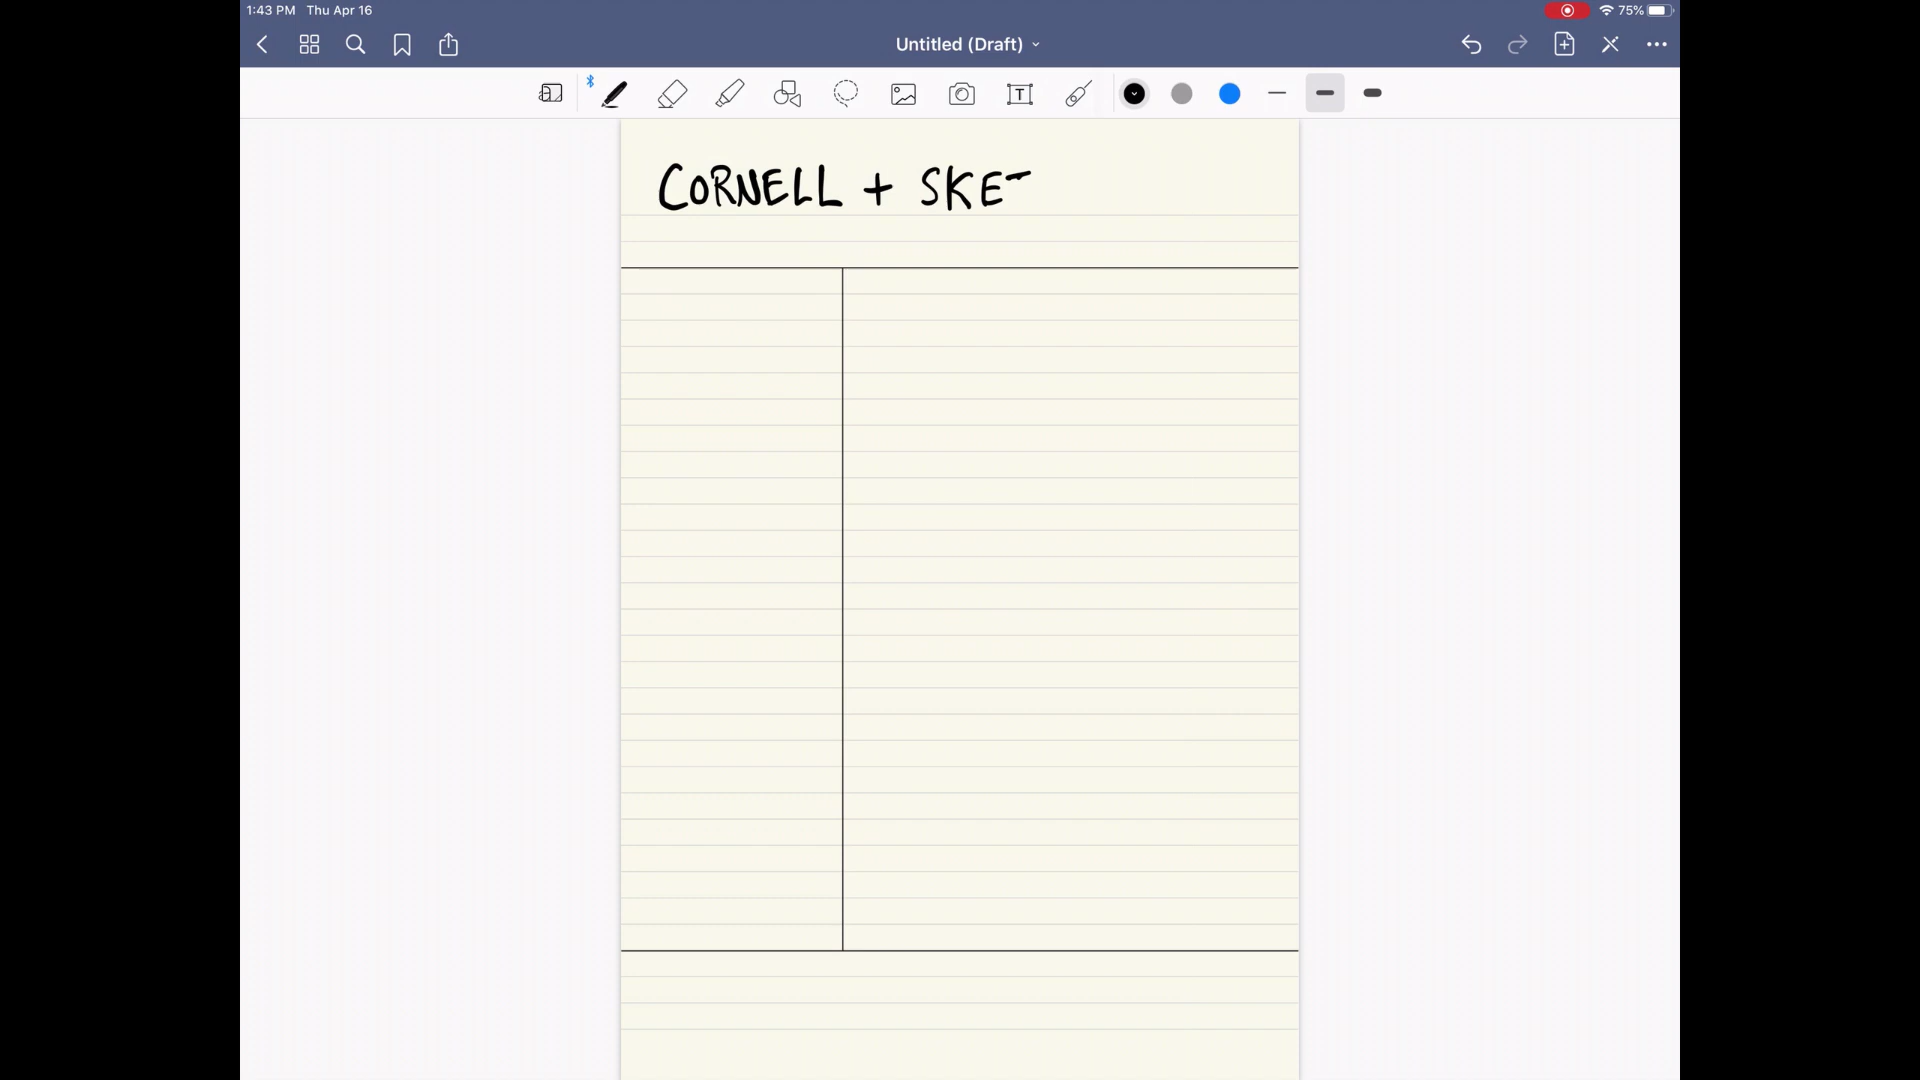 1:43 PM Thu Apr 16
75%
Untitled (Draft)
a
T
CORNELL + SKE